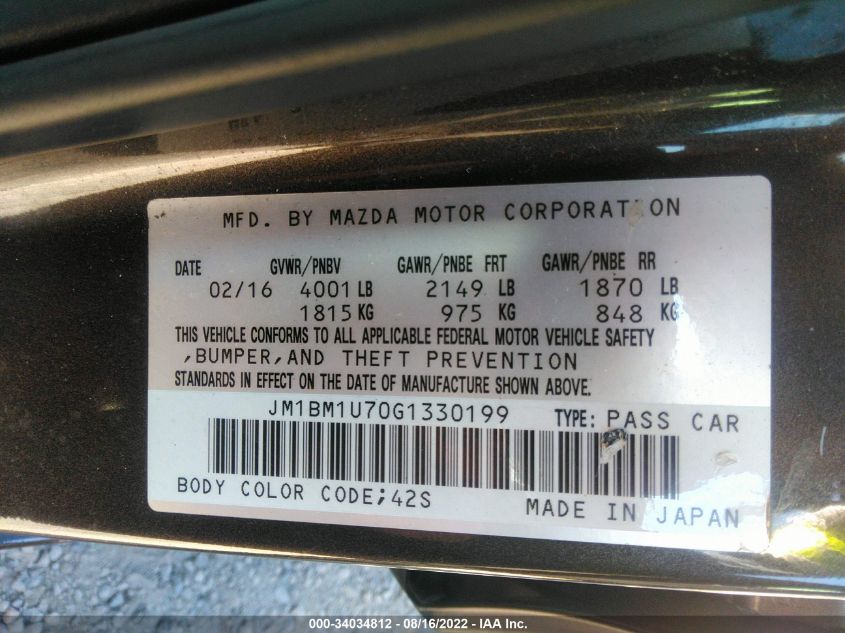 MFD. BY MAZDA MOTOR CORPORATION
DATE GVWR/PNBV GAWR/PNBE FRT GAWR/PNBE RR
02/16 4001 LB 2149 LB 1870 LB
1815 KG 975 KG 848 KG
THIS VEHICLE CONFORMS TO ALL APPLICABLE FEDERAL MOTOR VEHICLE SAFETY
,BUMPER,AND THEFT PREVENTION
STANDARDS IN EFFECT ON THE DATE OF MANUFACTURE SHOWN ABOVE.
JM1BM1U70G1330199 TYPE: PASS CAR
BODY COLOR CODE;42S MADE IN JAPAN
000-34034812 - 08/16/2022 - IAA Inc.